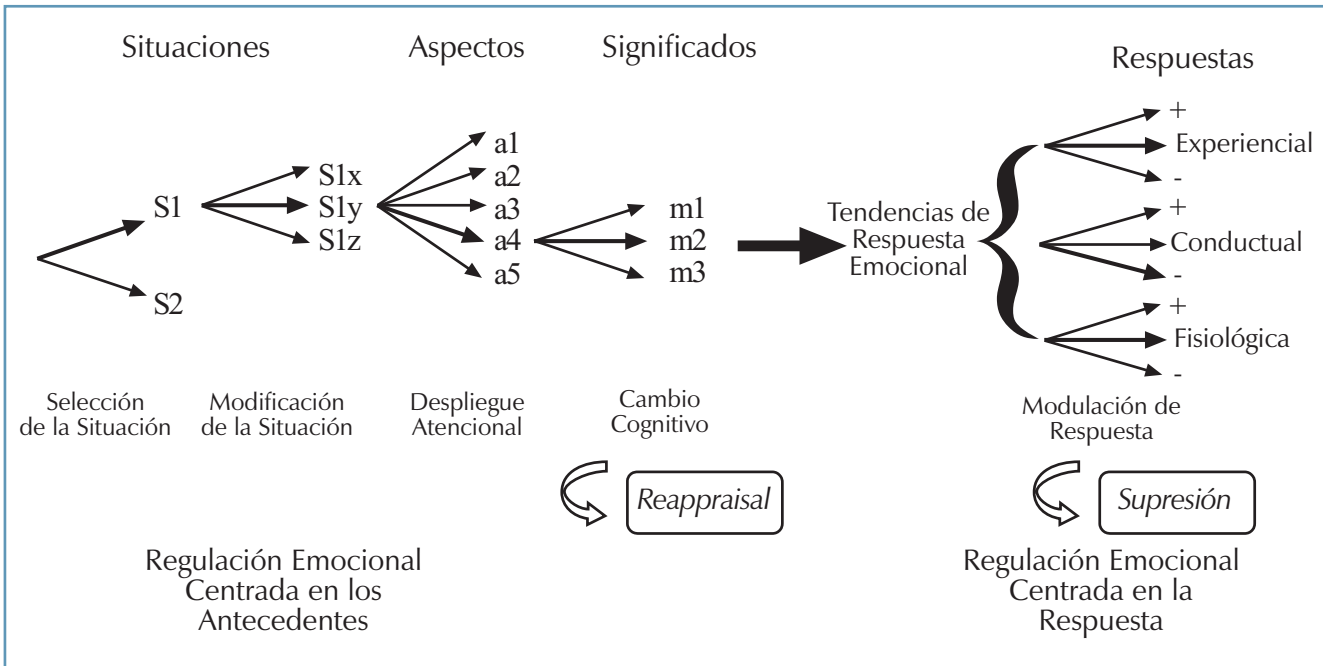 Situaciones
Aspectos
Significados
Respuestas
S1
S2
S1x
S1y
S1z
a1
a2
a3
a4
a5
m1
m2
m3
Tendencias de
Respuesta
Emocional
+
Experiencial
-
+
Conductual
-
+
Fisiológica
-
Selección
de la Situación
Modificación
de la Situación
Despliegue
Atencional
Cambio
Cognitivo
Modulación de
Respuesta
Reappraisal
Supresión
Regulación Emocional
Centrada en los
Antecedentes
Regulación Emocional
Centrada en la
Respuesta